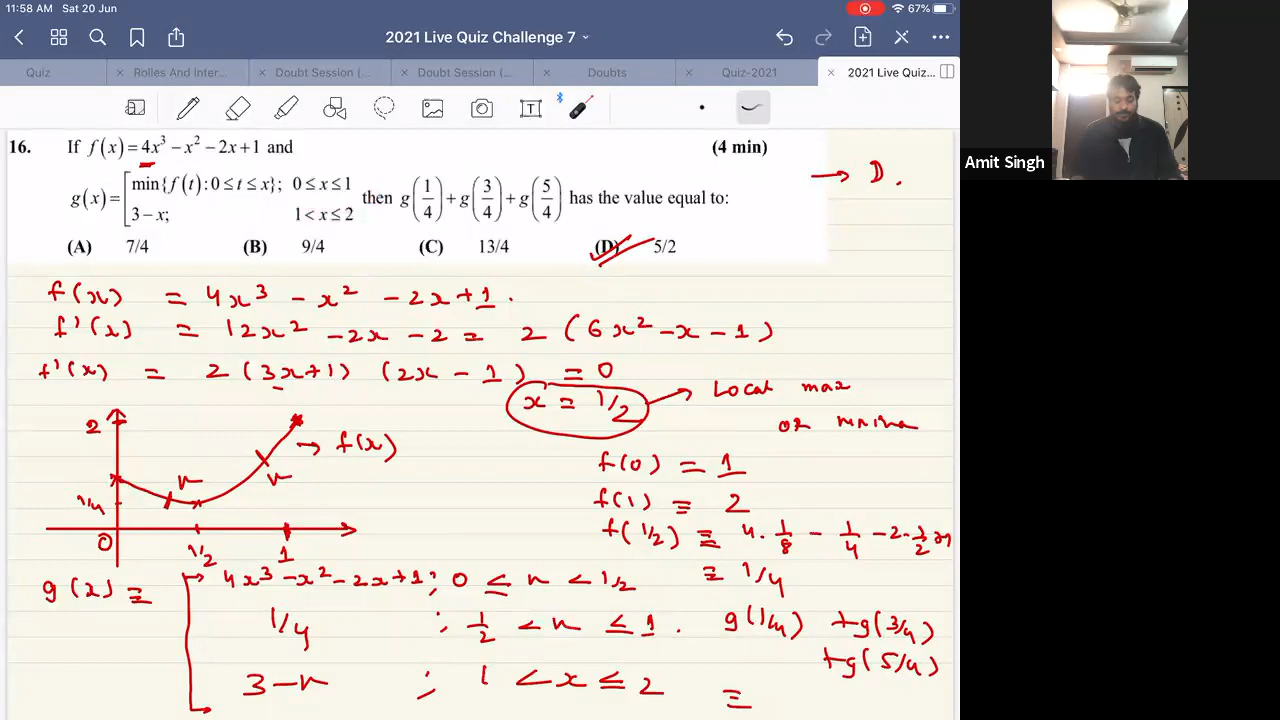 11:58 AM Sat 20 Jun
67%
2021 Live Quiz Challenge 7
Quiz
Rolles And Inter...
Doubt Session (...
Doubt Session (...
Doubts
Quiz-2021
2021 Live Quiz...
16. If f(x) = 4x³ − x² − 2x + 1 and (4 min)
g(x) = [ min{f(t) : 0 ≤ t ≤ x}; 0 ≤ x ≤ 1
3 − x; 1 < x ≤ 2
then g(1/4) + g(3/4) + g(5/4) has the value equal to:
(A) 7/4 (B) 9/4 (C) 13/4 (D) 5/2
→ D.
f(x) = 4x³ − x² − 2x + 1.
f'(x) = 12x² − 2x − 2 = 2 (6x² − x − 1)
f'(x) = 2 (3x+1) (2x − 1) = 0
x = 1/2 → Local max
or minima
2
→ f(x)
x
x
1/4
0
1/2
1
f(0) = 1
f(1) = 2
f(1/2) = 4. 1/8 − 1/4 − 2. 1/2 +1
= 1/4
g(x) = 4x³ − x² − 2x + 1 ; 0 ≤ x < 1/2
1/4 ; 1/2 < x ≤ 1.
3 − x ; 1 < x ≤ 2
g(1/4) + g(3/4)
+ g(5/4)
=
Amit Singh